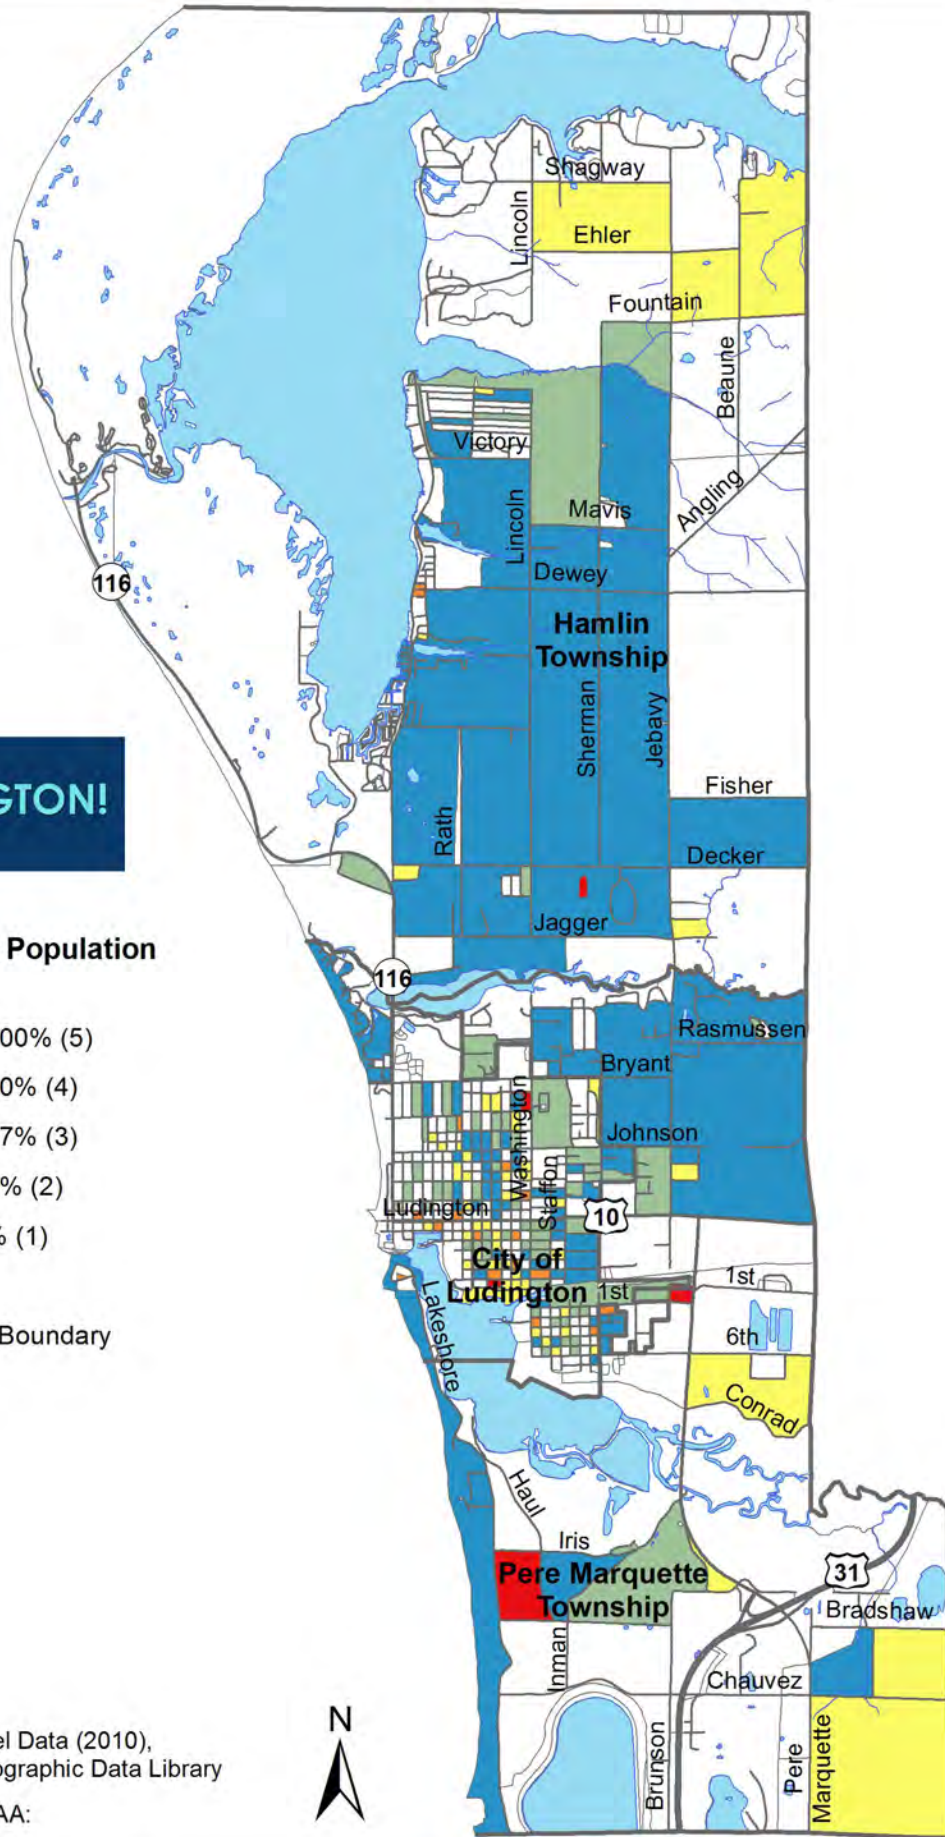 Shagway
Lincoln
Ehler
Fountain
Beaune
Victory
Mavis
Angling
Lincoln
Dewey
116
Hamlin
Township
Sherman
Jebavy
GTON!
Fisher
Rath
Decker
Jagger
Population
116
00% (5)
Rasmussen
Bryant
0% (4)
Washington
7% (3)
Johnson
Staffon
% (2)
Ludington
10
% (1)
City of
Ludington
1st
1st
Lakeshore
Boundary
6th
Conrad
Haul
Iris
Pere Marquette
Township
31
Bradshaw
Inman
Chauvez
Brunson
Pere
Marquette
N
el Data (2010),
ographic Data Library
AA: